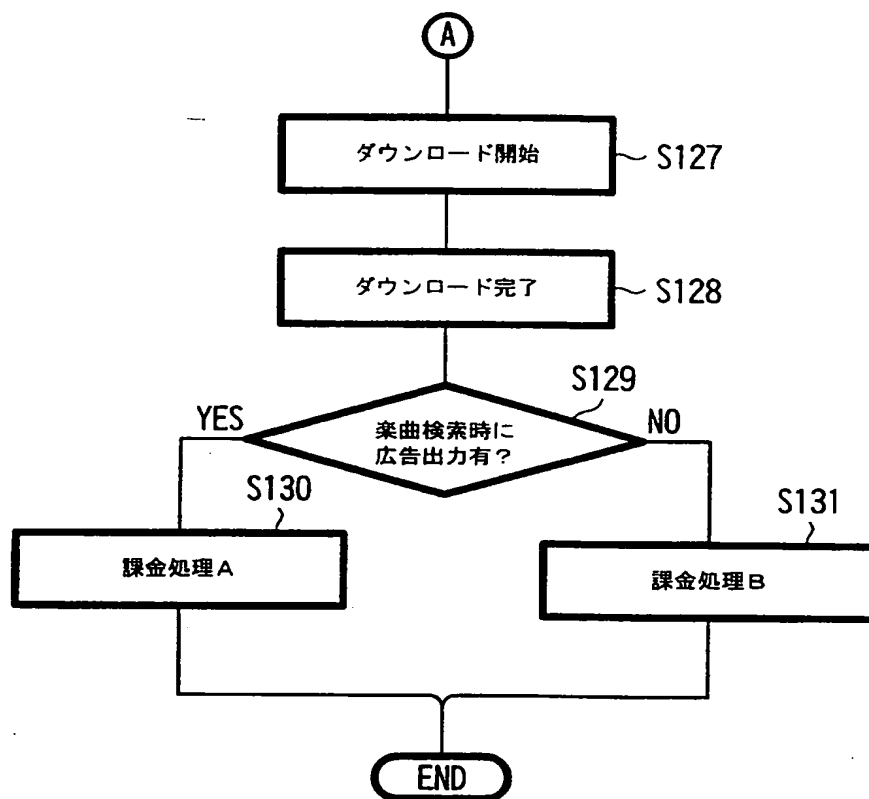 A
ダウンロード開始
S127
ダウンロード完了
S128
S129
YES
楽曲検索時に
広告出力有?
NO
S130
S131
課金処理A
課金処理B
END